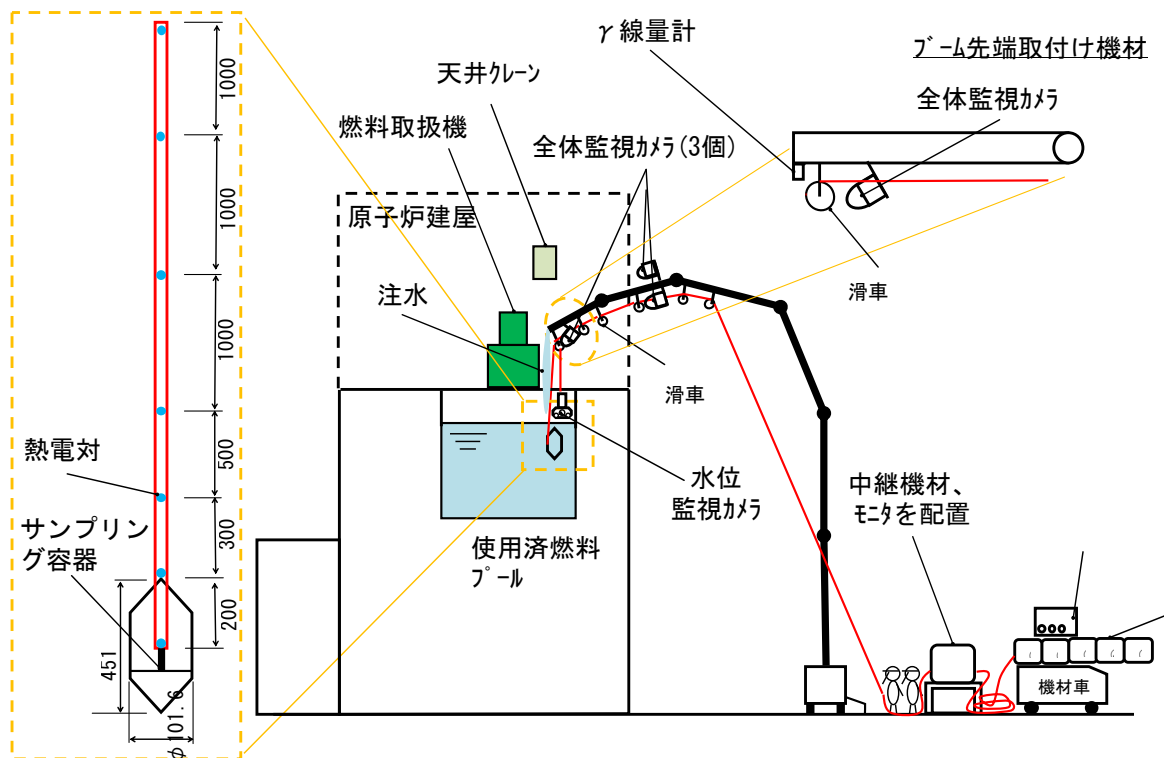 γ線量計
ﾌﾞｰﾑ先端取付け機材
天井ｸﾚｰﾝ
全体監視ｶﾒﾗ
燃料取扱機
全体監視ｶﾒﾗ(3個)
原子炉建屋
滑車
注水
滑車
1000
1000
1000
500
300
200
熱電対
サンプリン
グ容器
451
φ101.6
水位
監視ｶﾒﾗ
中継機材、
ﾓﾆﾀを配置
使用済燃料
ﾌﾟｰﾙ
機材車